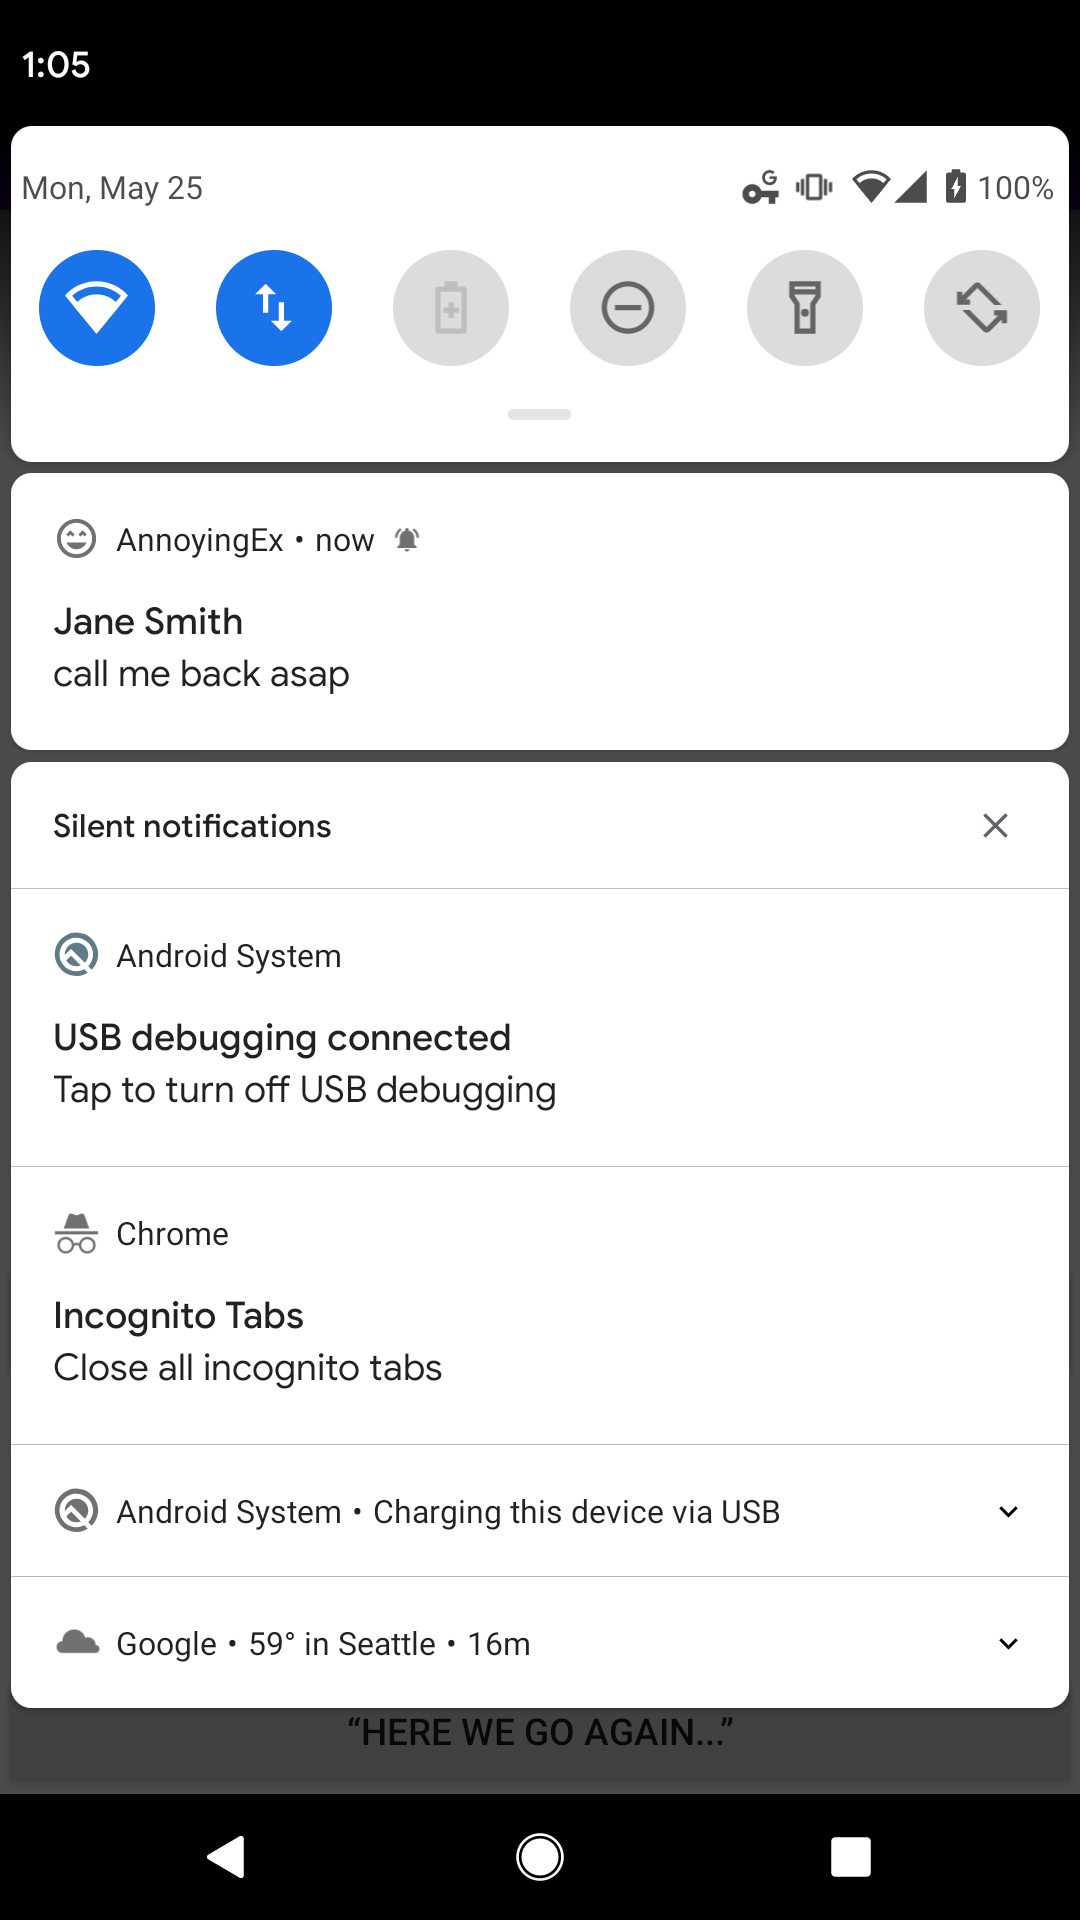 1:05
Mon, May 25
G
100%
AnnoyingEx • now
Jane Smith
call me back asap
Silent notifications
Android System
USB debugging connected
Tap to turn off USB debugging
Chrome
Incognito Tabs
Close all incognito tabs
Android System • Charging this device via USB
Google • 59° in Seattle • 16m
“HERE WE GO AGAIN...”